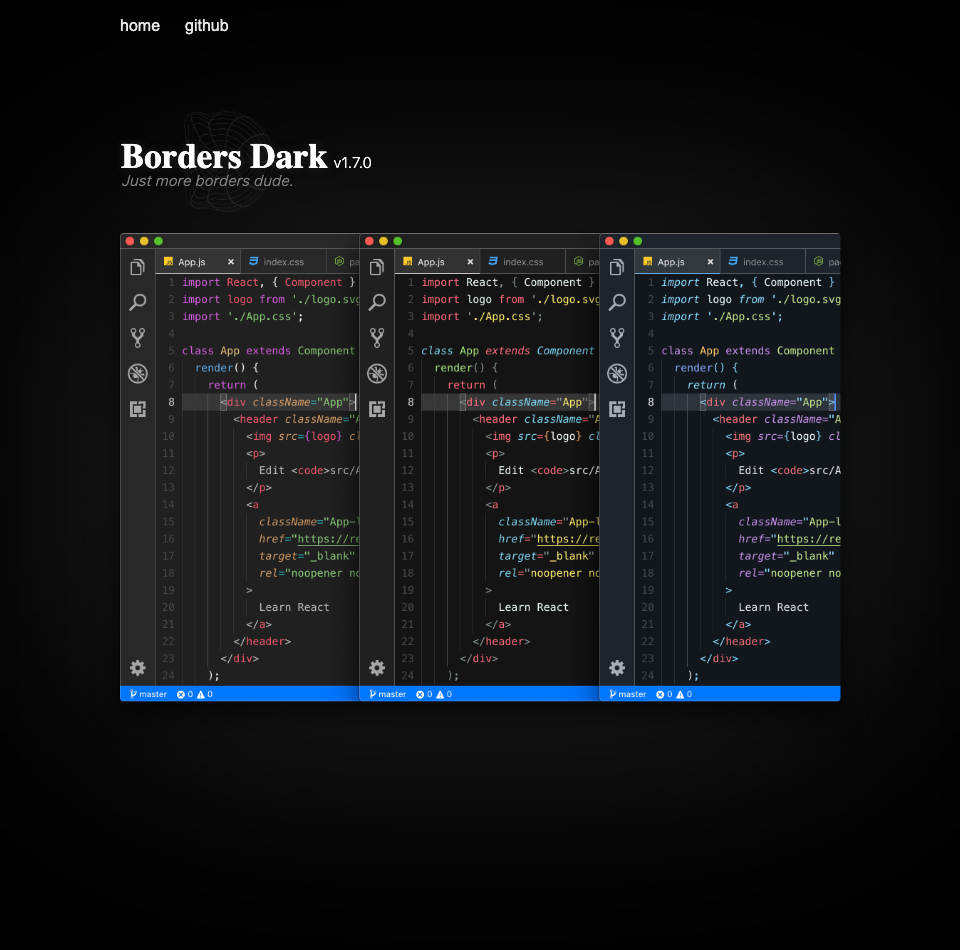 home github
Borders Dark v1.7.0
Just more borders dude.
App.js × index.css pa
1 import React, { Component }
2 import logo from './logo.svg
3 import './App.css';
4
5 class App extends Component
6 render() {
7 return (
8 <div className="App">
9 <header className="A
10 <img src={logo} cl
11 <p>
12 Edit <code>src/A
13 </p>
14 <a
15 className="App-l
16 href="https://re
17 target="_blank"
18 rel="noopener no
19 >
20 Learn React
21 </a>
22 </header>
23 </div>
24 );
master 0 0
App.js × index.css pa
1 import React, { Component }
2 import logo from './logo.svg
3 import './App.css';
4
5 class App extends Component
6 render() {
7 return (
8 <div className="App">
9 <header className="A
10 <img src={logo} cl
11 <p>
12 Edit <code>src/A
13 </p>
14 <a
15 className="App-l
16 href="https://re
17 target="_blank"
18 rel="noopener no
19 >
20 Learn React
21 </a>
22 </header>
23 </div>
24 );
master 0 0
App.js × index.css pac
1 import React, { Component }
2 import logo from './logo.svg
3 import './App.css';
4
5 class App extends Component
6 render() {
7 return (
8 <div className="App">
9 <header className="A
10 <img src={logo} cl
11 <p>
12 Edit <code>src/A
13 </p>
14 <a
15 className="App-l
16 href="https://re
17 target="_blank"
18 rel="noopener no
19 >
20 Learn React
21 </a>
22 </header>
23 </div>
24 );
master 0 0